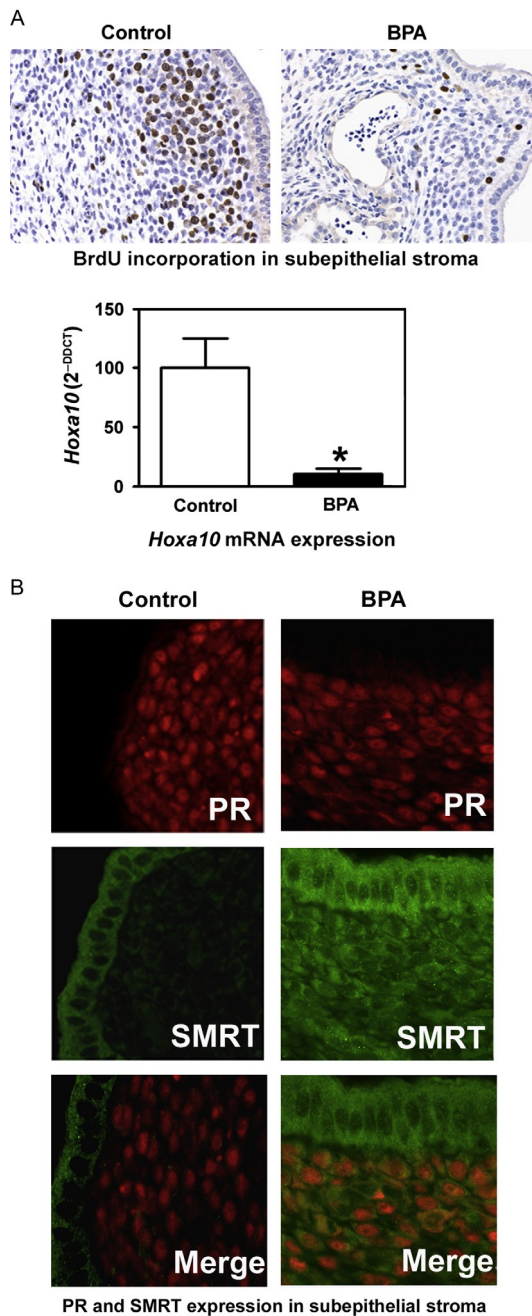 A
Control BPA
BrdU incorporation in subepithelial stroma
Hoxa10 (2⁻ᴰᴰᶜᵀ)
150
100
50
0
*
Control BPA
Hoxa10 mRNA expression
B
Control BPA
PR PR
SMRT SMRT
Merge Merge
PR and SMRT expression in subepithelial stroma